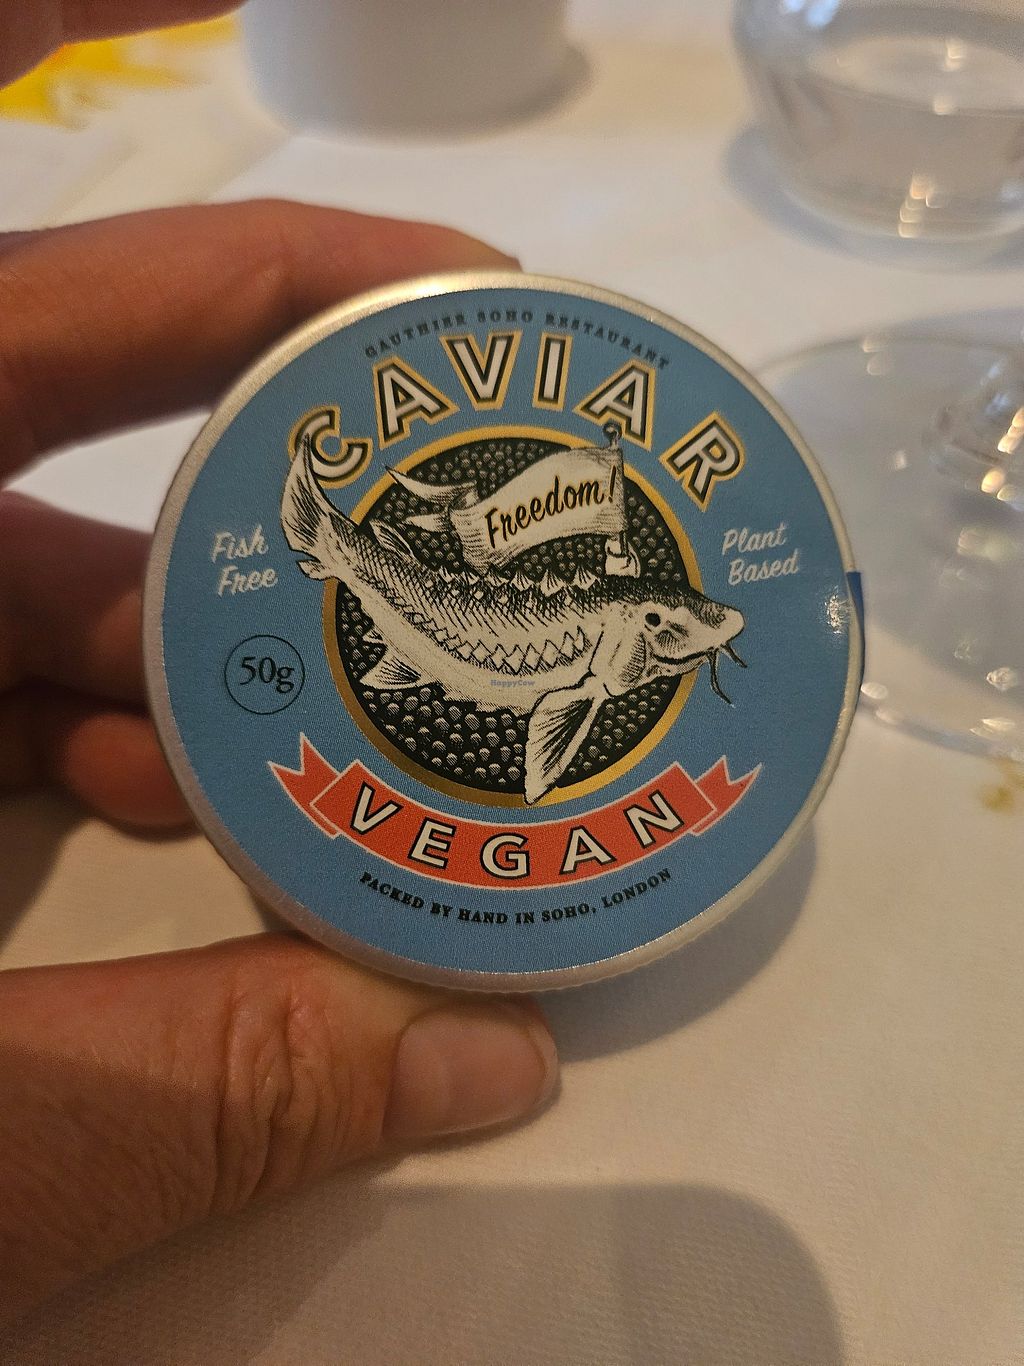 GAUTHIER SOHO RESTAURANT
CAVIAR
Freedom!
Fish
Free
Plant
Based
50g
HappyCow
VEGAN
PACKED BY HAND IN SOHO, LONDON